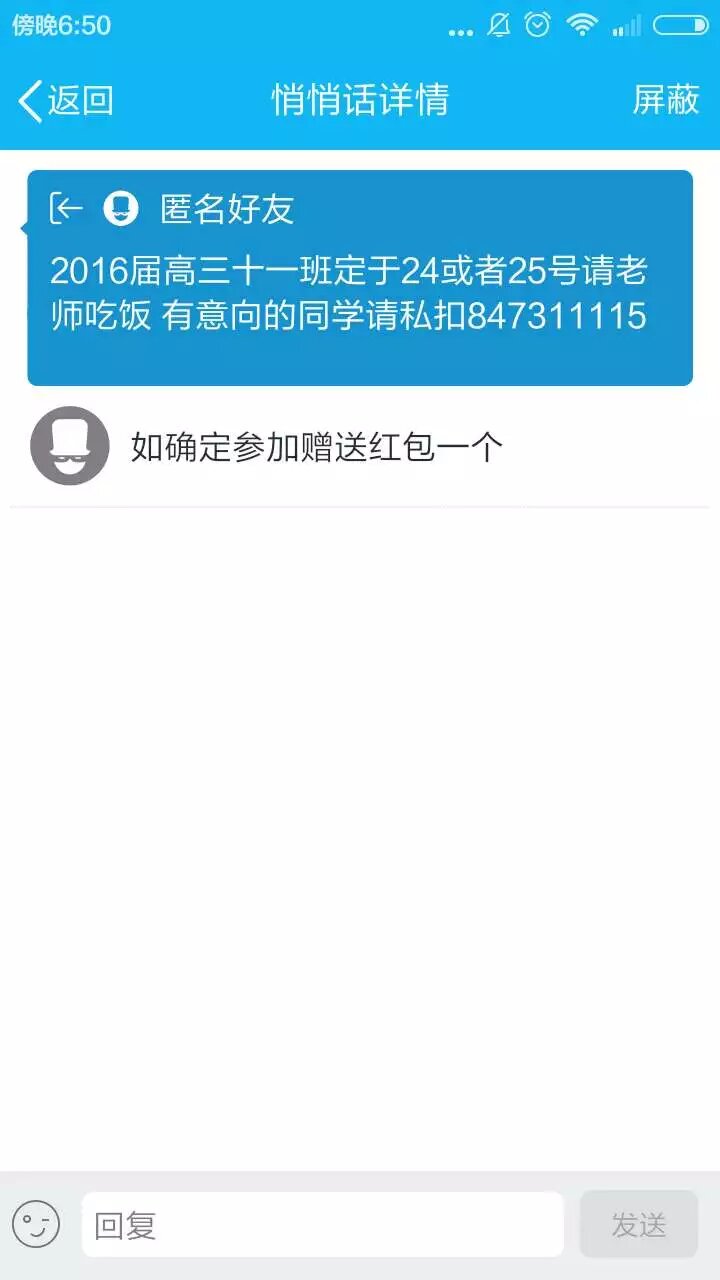 傍晚6:50
返回
悄悄话详情
屏蔽
匿名好友
2016届高三十一班定于24或者25号请老
师吃饭 有意向的同学请私扣847311115
如确定参加赠送红包一个
回复
发送